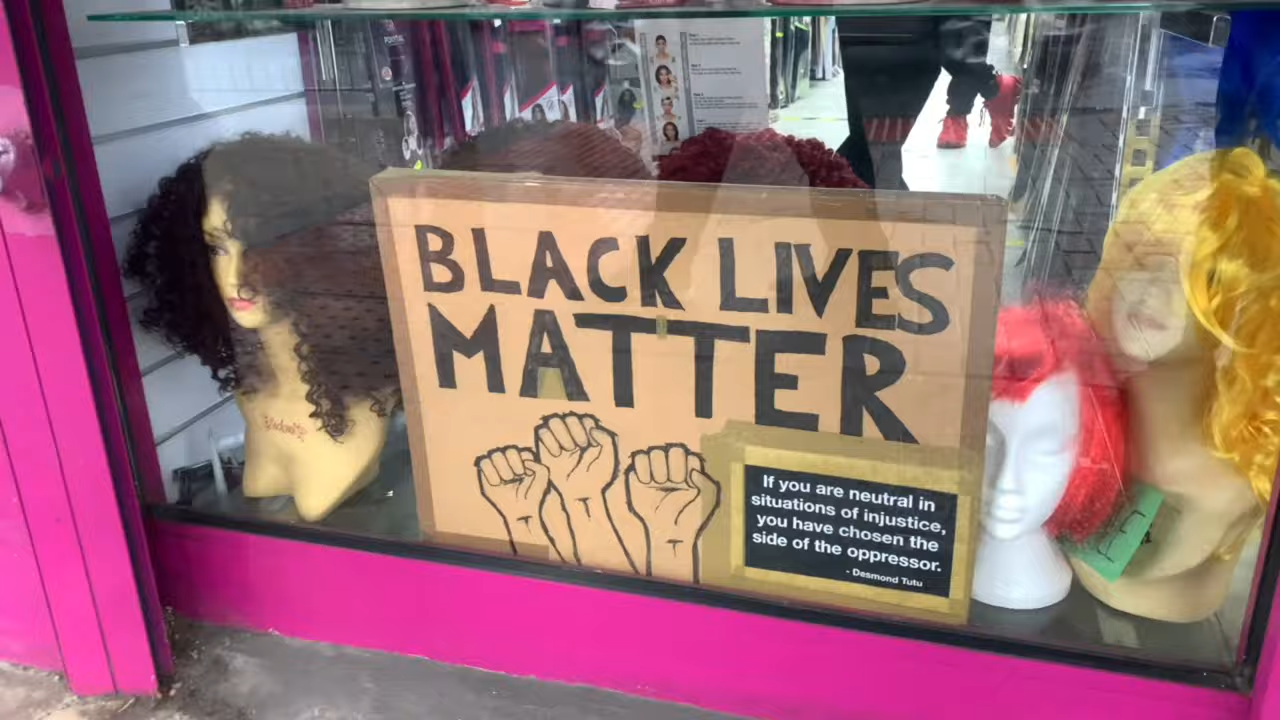 BLACK LIVES
MATTER
If you are neutral in
situations of injustice,
you have chosen the
side of the oppressor.
- Desmond Tutu